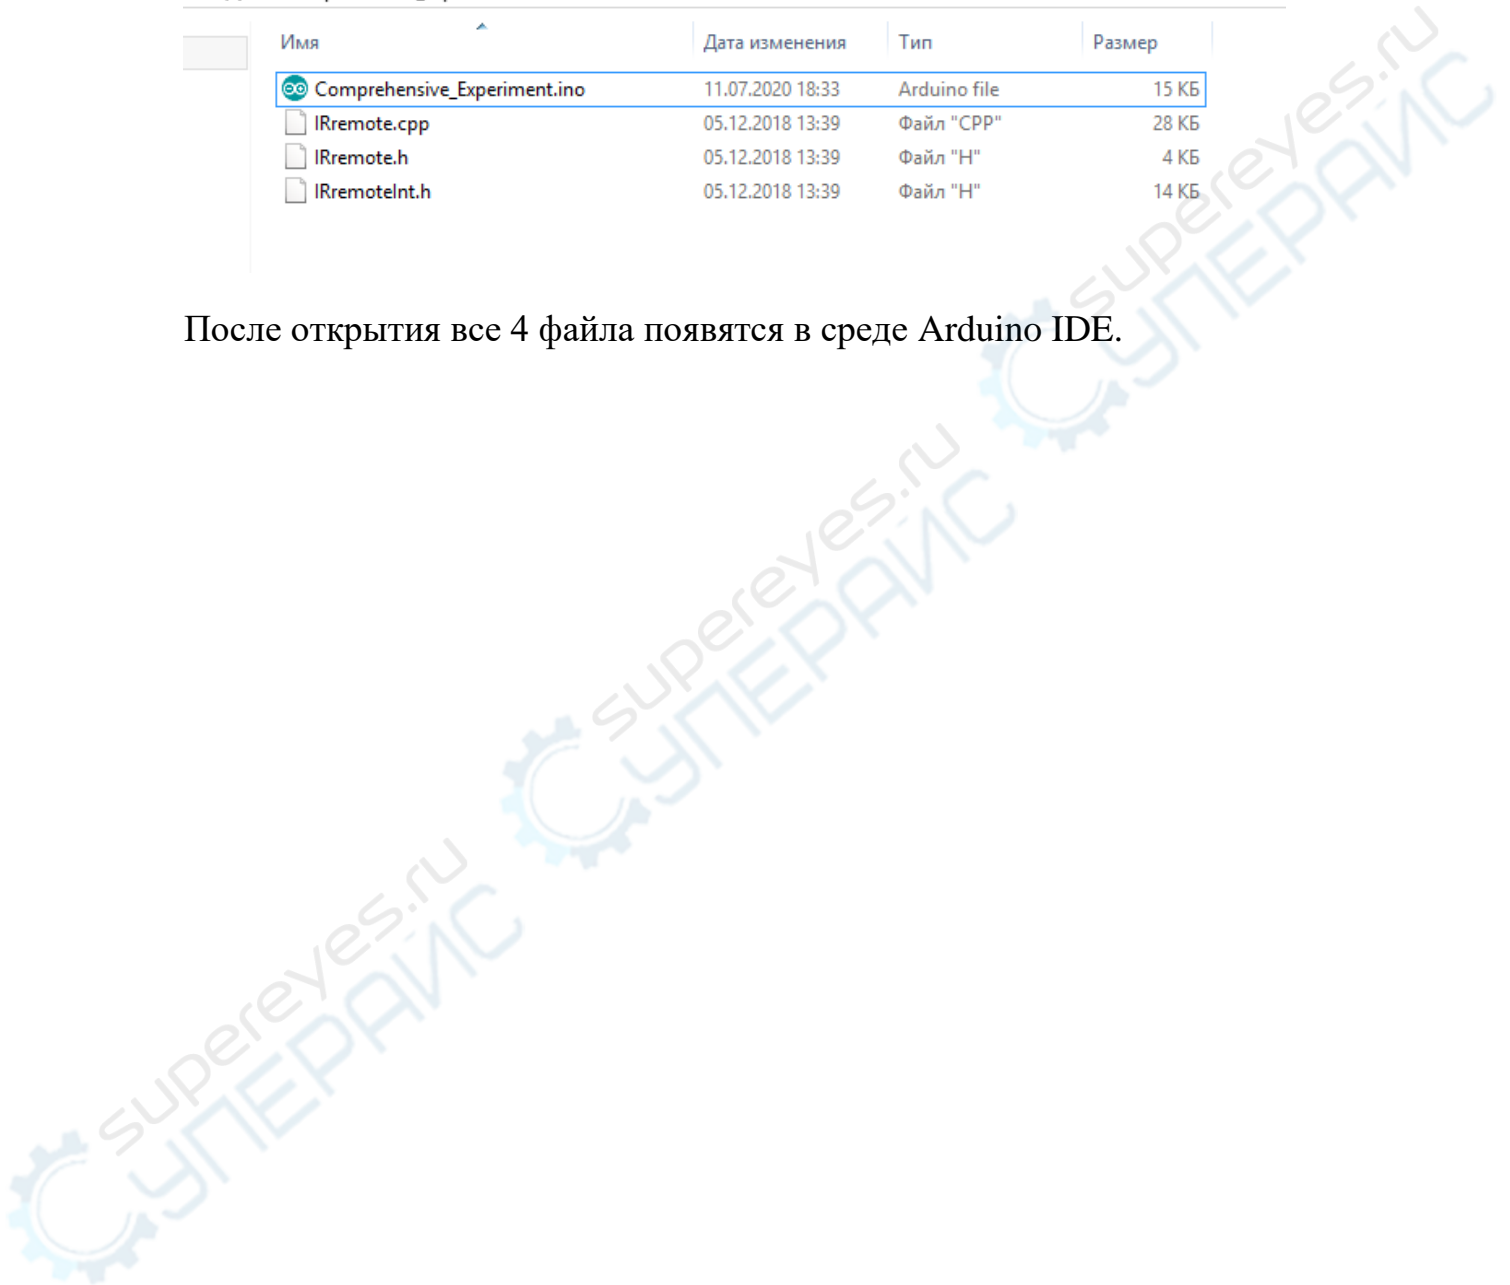 Имя Дата изменения Тип Размер
Comprehensive_Experiment.ino 11.07.2020 18:33 Arduino file 15 КБ
IRremote.cpp 05.12.2018 13:39 Файл "CPP" 28 КБ
IRremote.h 05.12.2018 13:39 Файл "H" 4 КБ
IRremoteInt.h 05.12.2018 13:39 Файл "H" 14 КБ
После открытия все 4 файла появятся в среде Arduino IDE.
supereyes.ru
СУПЕРАЙС
supereyes.ru
СУПЕРАЙС
supereyes.ru
СУПЕРАЙС